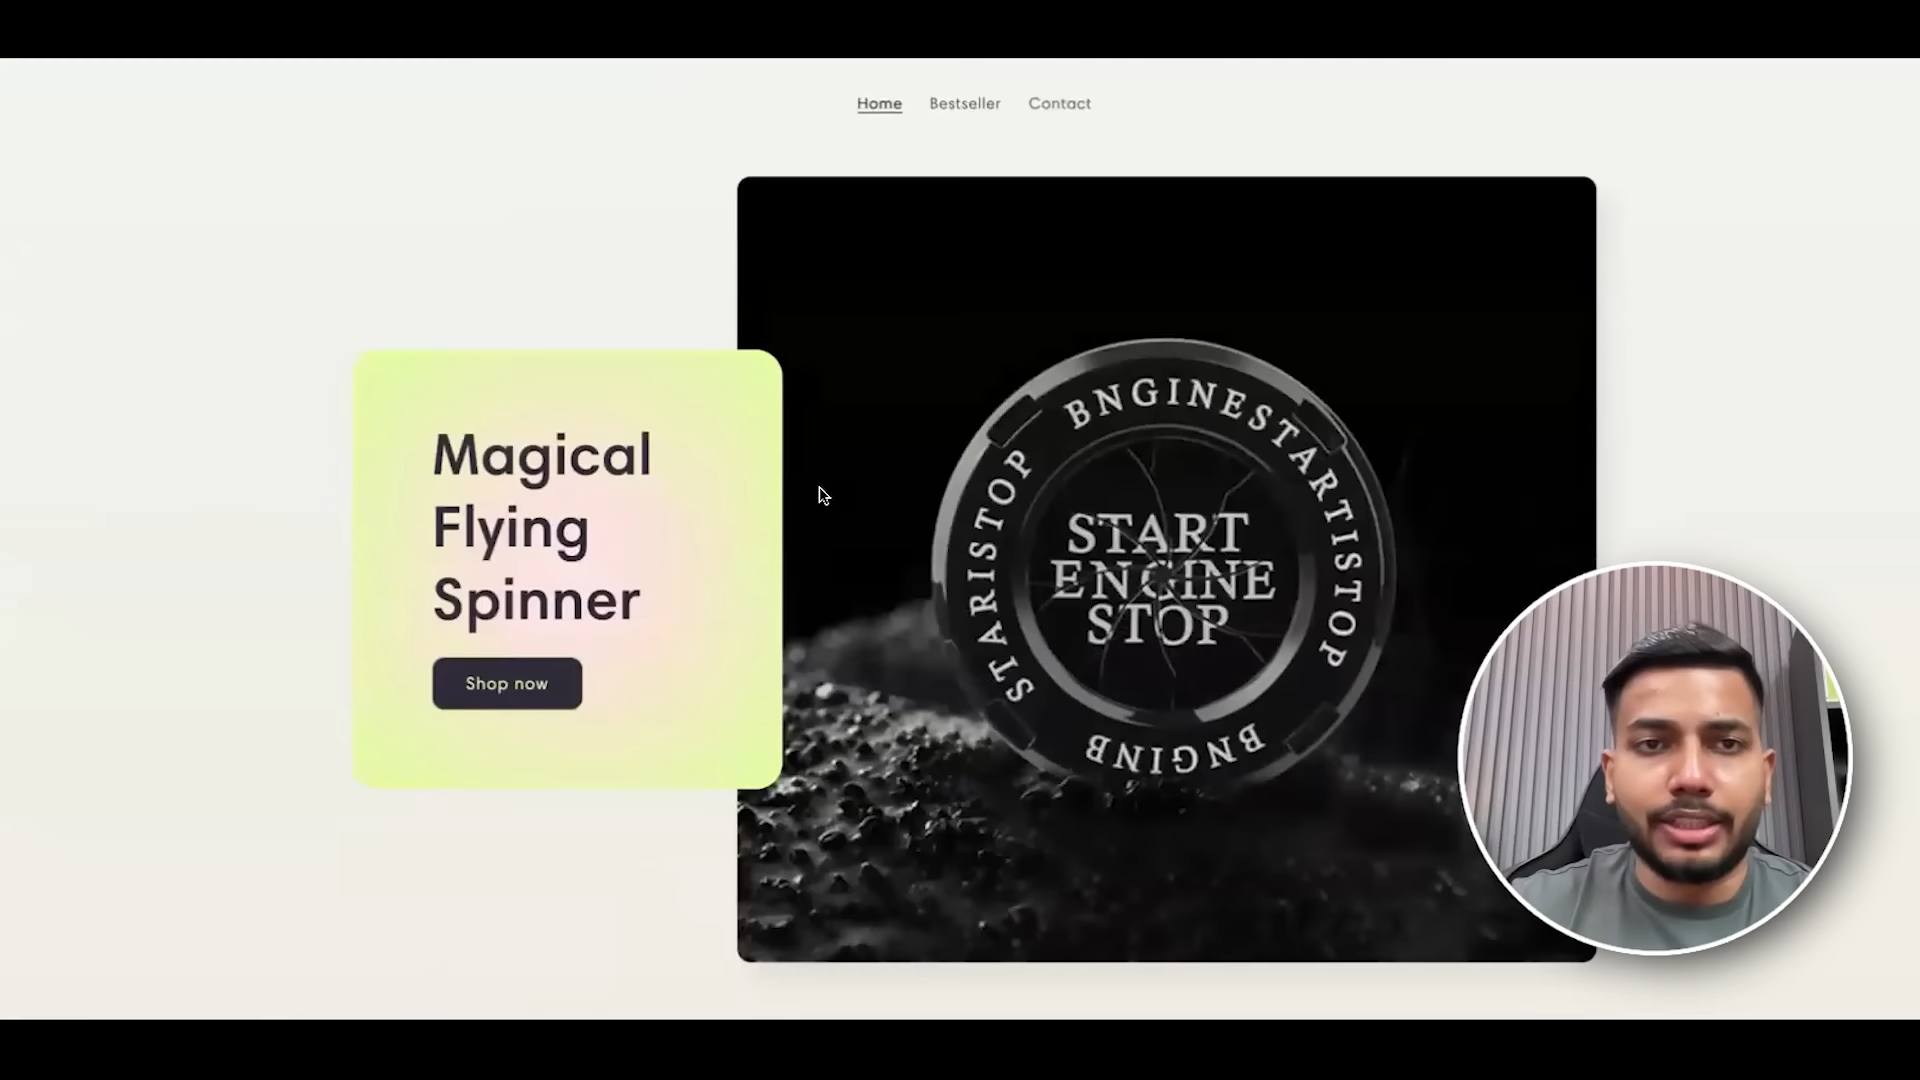 Home Bestseller Contact
Magical
Flying
Spinner
Shop now
BNGINESTARTISTOP
STARISTOP
START
ENGINE
STOP
BNGINB